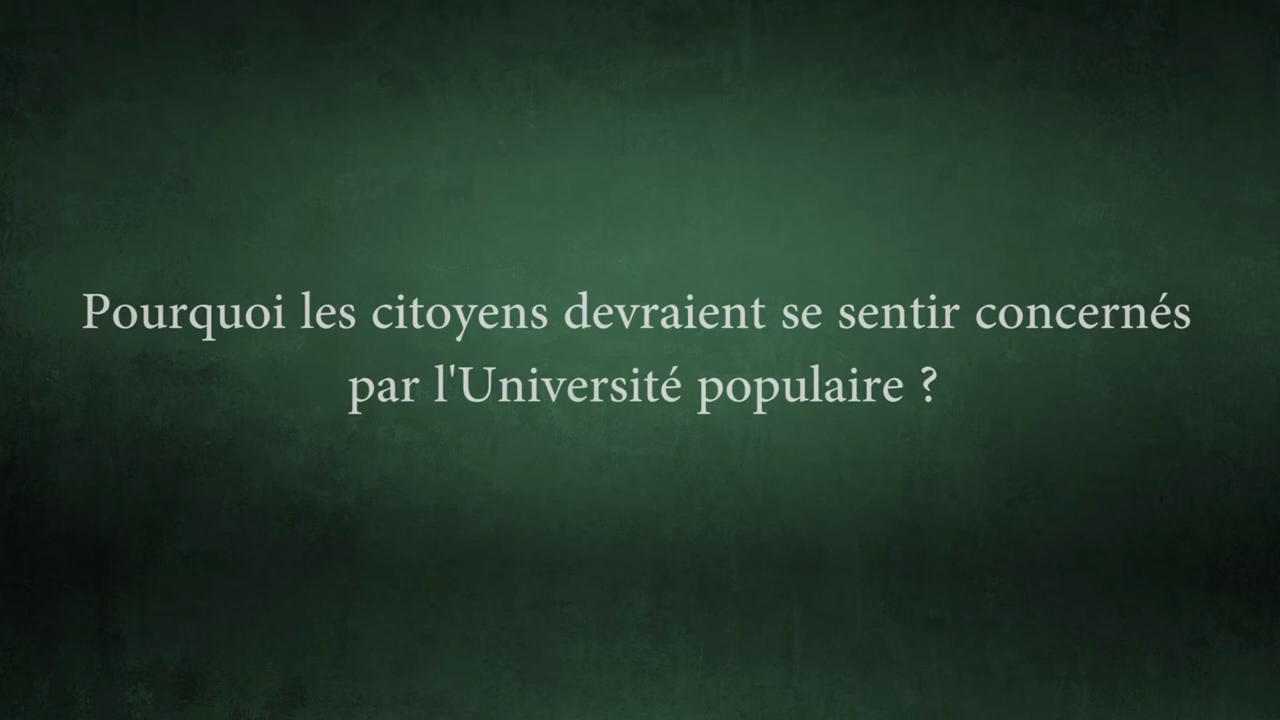 Pourquoi les citoyens devraient se sentir concernés
par l'Université populaire ?